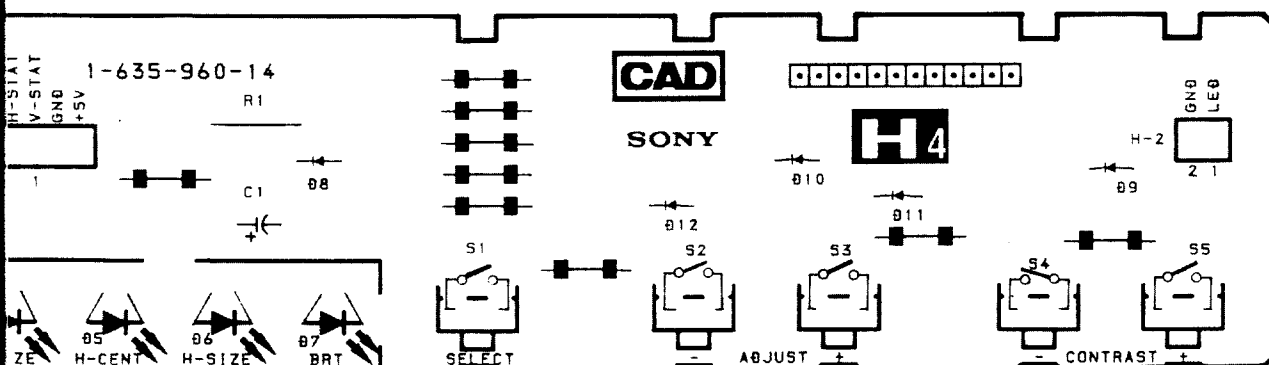 H-STAT
V-STAT
GND
+5V
1
1-635-960-14
R1
C1
+
D8
CAD
SONY
H4
D10
D11
D12
D9
GND
LED
H-2
2 1
S1
S2
S3
S4
S5
D5
D6
D7
ZE
H-CENT
H-SIZE
BRT
SELECT
- ADJUST +
- CONTRAST +